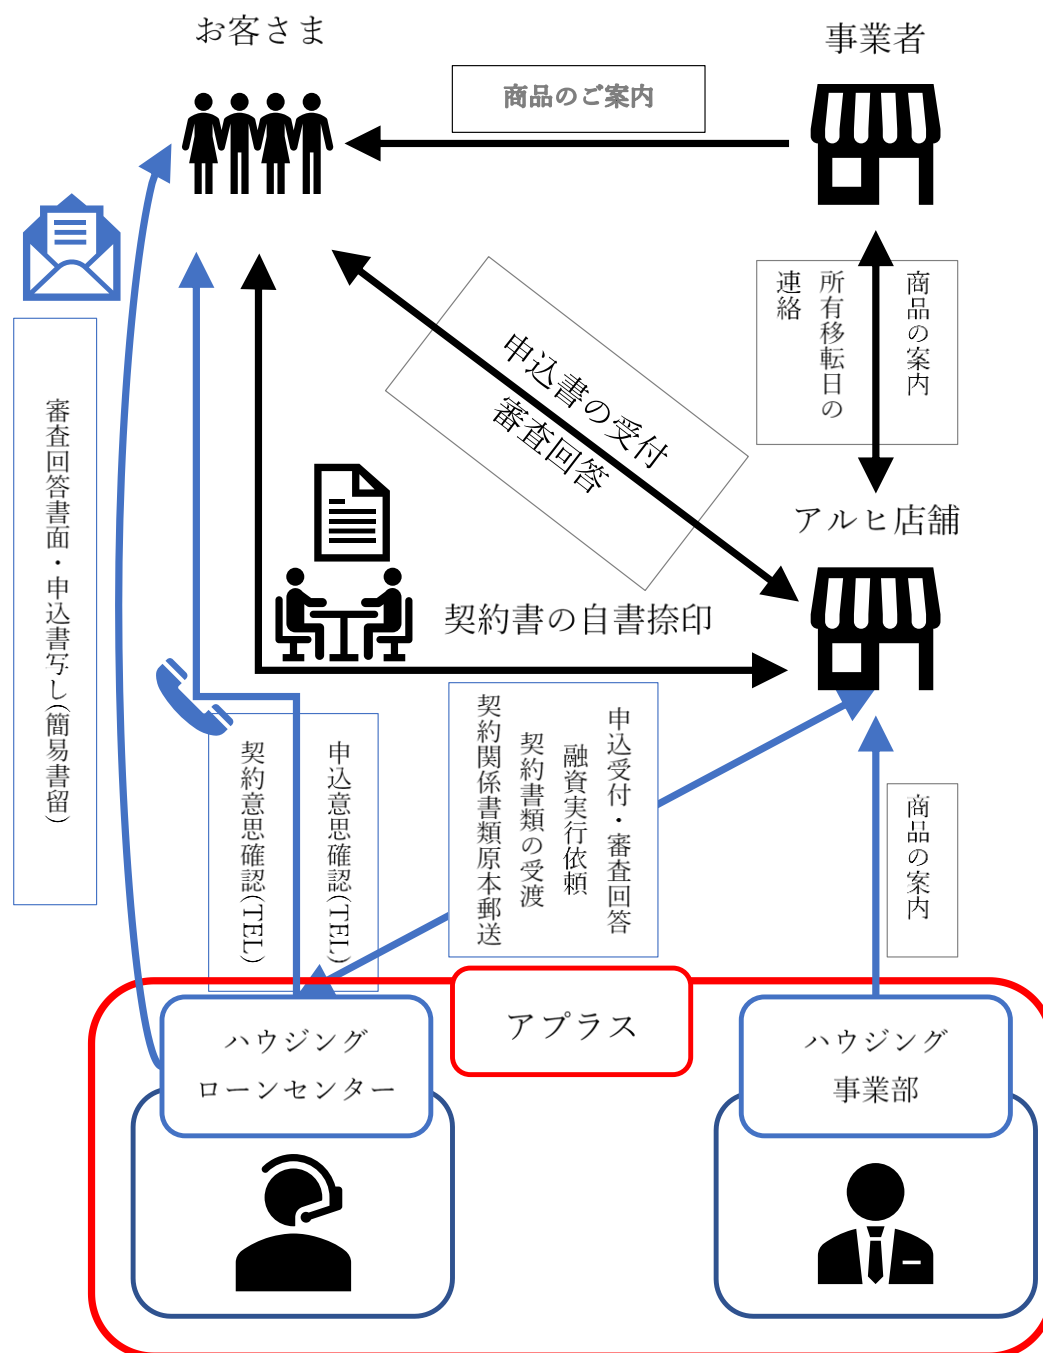 お客さま
事業者
商品のご案内
商品の案内
所有移転日の
連絡
申込書の受付
審査回答
アルヒ店舗
契約書の自書捺印
審査回答書面・申込書写し(簡易書留)
申込意思確認(TEL)
契約意思確認(TEL)
申込受付・審査回答
融資実行依頼
契約書類の受渡
契約関係書類原本郵送
商品の案内
アプラス
ハウジング
ローンセンター
ハウジング
事業部